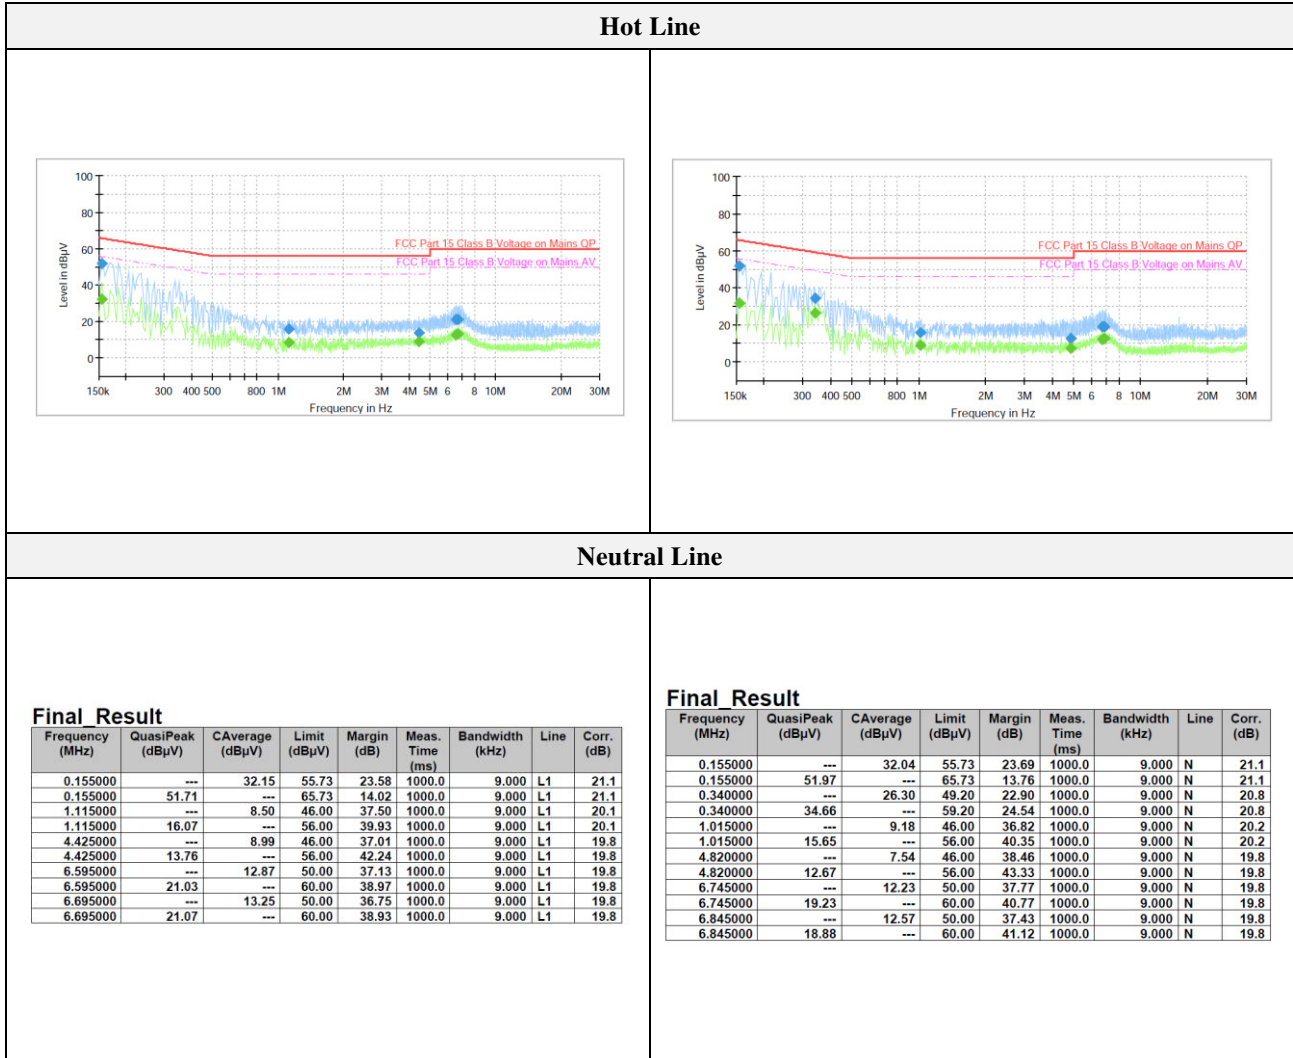 Hot Line
100
80
60
40
20
0
Level in dBµV
FCC Part 15 Class B Voltage on Mains QP
FCC Part 15 Class B Voltage on Mains AV
150k 300 400 500 800 1M 2M 3M 4M 5M 6 8 10M 20M 30M
Frequency in Hz
100
80
60
40
20
0
Level in dBµV
FCC Part 15 Class B Voltage on Mains QP
FCC Part 15 Class B Voltage on Mains AV
150k 300 400 500 800 1M 2M 3M 4M 5M 6 8 10M 20M 30M
Frequency in Hz
Neutral Line
Final_Result
Frequency (MHz) QuasiPeak (dBµV) CAverage (dBµV) Limit (dBµV) Margin (dB) Meas. Time (ms) Bandwidth (kHz) Line Corr. (dB)
0.155000 --- 32.15 55.73 23.58 1000.0 9.000 L1 21.1
0.155000 51.71 --- 65.73 14.02 1000.0 9.000 L1 21.1
1.115000 --- 8.50 46.00 37.50 1000.0 9.000 L1 20.1
1.115000 16.07 --- 56.00 39.93 1000.0 9.000 L1 20.1
4.425000 --- 8.99 46.00 37.01 1000.0 9.000 L1 19.8
4.425000 13.76 --- 56.00 42.24 1000.0 9.000 L1 19.8
6.595000 --- 12.87 50.00 37.13 1000.0 9.000 L1 19.8
6.595000 21.03 --- 60.00 38.97 1000.0 9.000 L1 19.8
6.695000 --- 13.25 50.00 36.75 1000.0 9.000 L1 19.8
6.695000 21.07 --- 60.00 38.93 1000.0 9.000 L1 19.8
Final_Result
Frequency (MHz) QuasiPeak (dBµV) CAverage (dBµV) Limit (dBµV) Margin (dB) Meas. Time (ms) Bandwidth (kHz) Line Corr. (dB)
0.155000 --- 32.04 55.73 23.69 1000.0 9.000 N 21.1
0.155000 51.97 --- 65.73 13.76 1000.0 9.000 N 21.1
0.340000 --- 26.30 49.20 22.90 1000.0 9.000 N 20.8
0.340000 34.66 --- 59.20 24.54 1000.0 9.000 N 20.8
1.015000 --- 9.18 46.00 36.82 1000.0 9.000 N 20.2
1.015000 15.65 --- 56.00 40.35 1000.0 9.000 N 20.2
4.820000 --- 7.54 46.00 38.46 1000.0 9.000 N 19.8
4.820000 12.67 --- 56.00 43.33 1000.0 9.000 N 19.8
6.745000 --- 12.23 50.00 37.77 1000.0 9.000 N 19.8
6.745000 19.23 --- 60.00 40.77 1000.0 9.000 N 19.8
6.845000 --- 12.57 50.00 37.43 1000.0 9.000 N 19.8
6.845000 18.88 --- 60.00 41.12 1000.0 9.000 N 19.8